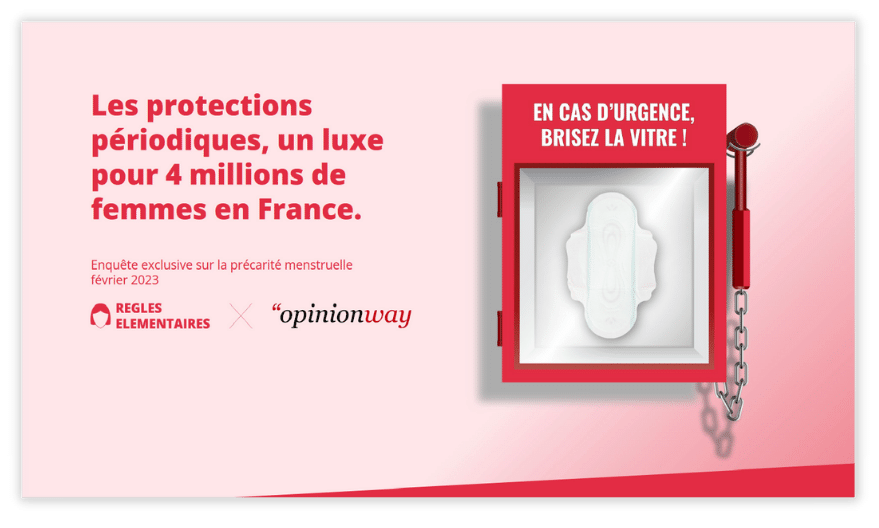 Les protections
périodiques, un luxe
pour 4 millions de
femmes en France.
Enquête exclusive sur la précarité menstruelle
février 2023
REGLES
ELEMENTAIRES
“opinionway
EN CAS D’URGENCE,
BRISEZ LA VITRE !